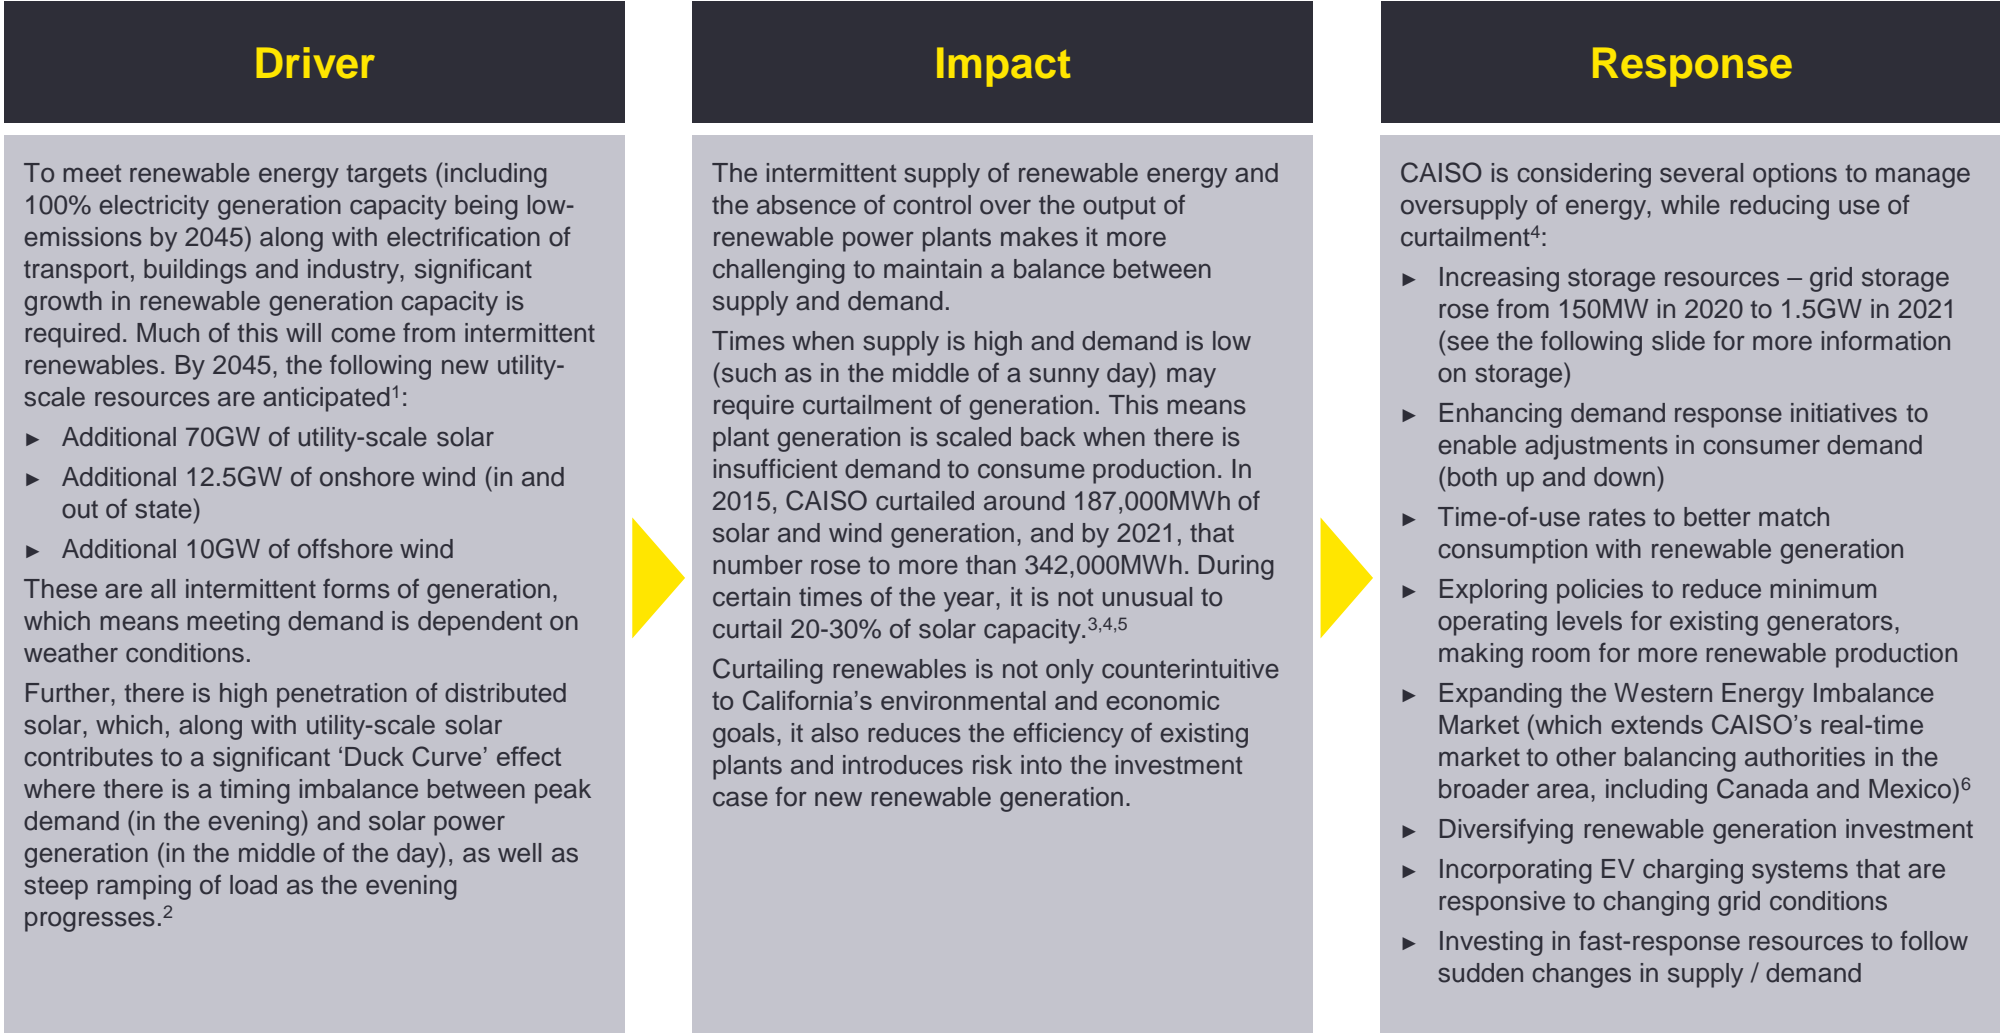 Driver
To meet renewable energy targets (including
100% electricity generation capacity being low-
emissions by 2045) along with electrification of
transport, buildings and industry, significant
growth in renewable generation capacity is
required. Much of this will come from intermittent
renewables. By 2045, the following new utility-
scale resources are anticipated1:
► Additional 70GW of utility-scale solar
► Additional 12.5GW of onshore wind (in and
out of state)
► Additional 10GW of offshore wind
These are all intermittent forms of generation,
which means meeting demand is dependent on
weather conditions.
Further, there is high penetration of distributed
solar, which, along with utility-scale solar
contributes to a significant ‘Duck Curve’ effect
where there is a timing imbalance between peak
demand (in the evening) and solar power
generation (in the middle of the day), as well as
steep ramping of load as the evening
progresses.2
Impact
The intermittent supply of renewable energy and
the absence of control over the output of
renewable power plants makes it more
challenging to maintain a balance between
supply and demand.
Times when supply is high and demand is low
(such as in the middle of a sunny day) may
require curtailment of generation. This means
plant generation is scaled back when there is
insufficient demand to consume production. In
2015, CAISO curtailed around 187,000MWh of
solar and wind generation, and by 2021, that
number rose to more than 342,000MWh. During
certain times of the year, it is not unusual to
curtail 20-30% of solar capacity.3,4,5
Curtailing renewables is not only counterintuitive
to California’s environmental and economic
goals, it also reduces the efficiency of existing
plants and introduces risk into the investment
case for new renewable generation.
Response
CAISO is considering several options to manage
oversupply of energy, while reducing use of
curtailment4:
► Increasing storage resources – grid storage
rose from 150MW in 2020 to 1.5GW in 2021
(see the following slide for more information
on storage)
► Enhancing demand response initiatives to
enable adjustments in consumer demand
(both up and down)
► Time-of-use rates to better match
consumption with renewable generation
► Exploring policies to reduce minimum
operating levels for existing generators,
making room for more renewable production
► Expanding the Western Energy Imbalance
Market (which extends CAISO’s real-time
market to other balancing authorities in the
broader area, including Canada and Mexico)6
► Diversifying renewable generation investment
► Incorporating EV charging systems that are
responsive to changing grid conditions
► Investing in fast-response resources to follow
sudden changes in supply / demand